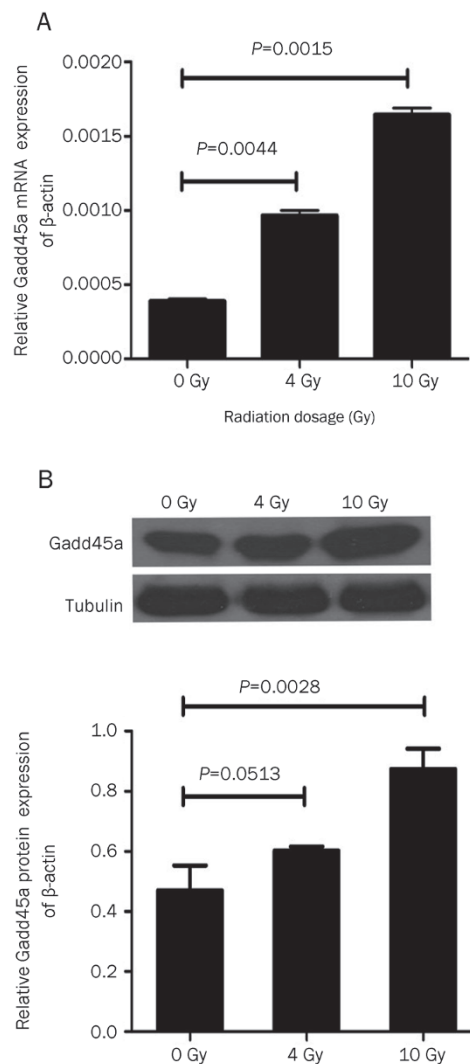 A
Relative Gadd45a mRNA expression
of β-actin
0.0020
0.0015
0.0010
0.0005
0.0000
P=0.0015
P=0.0044
0 Gy
4 Gy
10 Gy
Radiation dosage (Gy)
B
0 Gy
4 Gy
10 Gy
Gadd45a
Tubulin
Relative Gadd45a protein expression
of β-actin
1.0
0.8
0.6
0.4
0.2
0.0
P=0.0028
P=0.0513
0 Gy
4 Gy
10 Gy